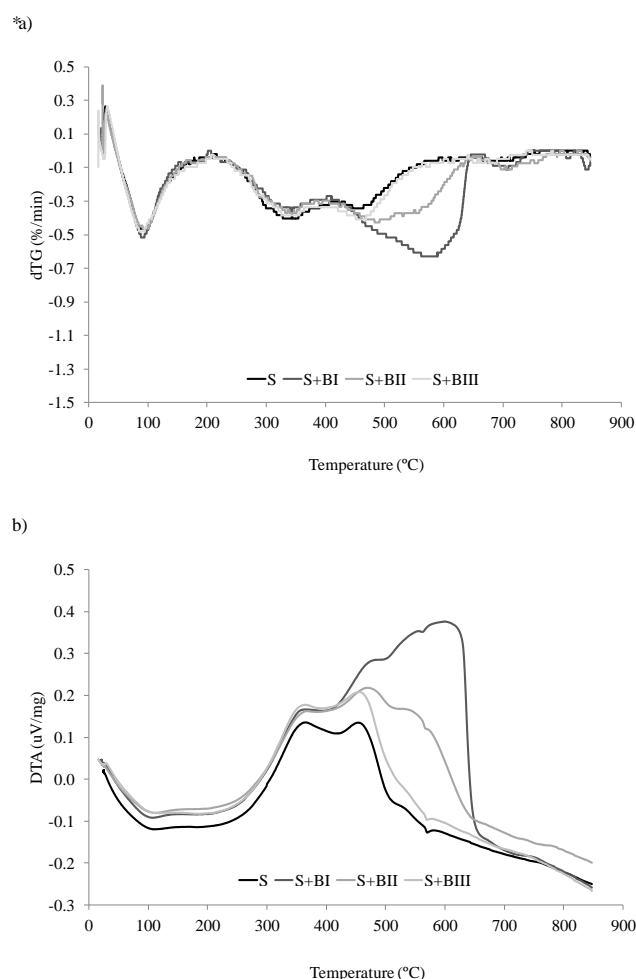 *a)
0.5
0.3
0.1
-0.1
-0.3
-0.5
-0.7
-0.9
-1.1
-1.3
-1.5
dTG (%/min)
S S+BI S+BII S+BIII
0 100 200 300 400 500 600 700 800 900
Temperature (ºC)
b)
0.5
0.4
0.3
0.2
0.1
0.0
-0.1
-0.2
-0.3
DTA (uV/mg)
S S+BI S+BII S+BIII
0 100 200 300 400 500 600 700 800 900
Temperature (ºC)